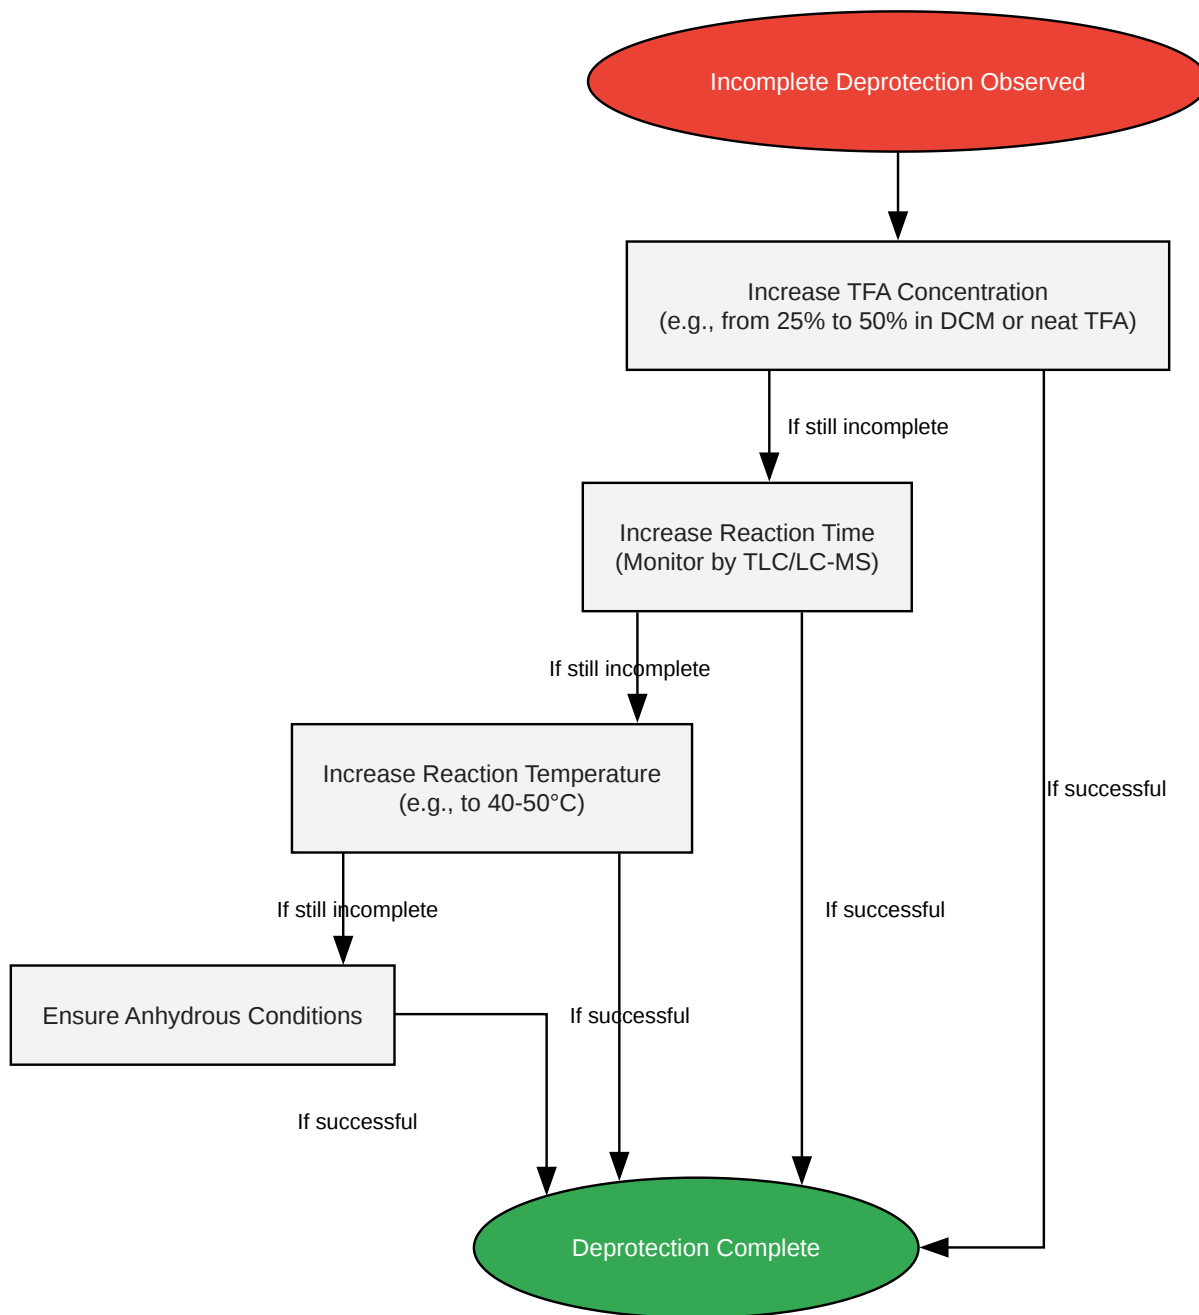 Incomplete Deprotection Observed
Increase TFA Concentration
(e.g., from 25% to 50% in DCM or neat TFA)
If still incomplete
Increase Reaction Time
(Monitor by TLC/LC-MS)
If still incomplete
Increase Reaction Temperature
(e.g., to 40-50°C)
If successful
If still incomplete
If successful
Ensure Anhydrous Conditions
If successful
If successful
Deprotection Complete